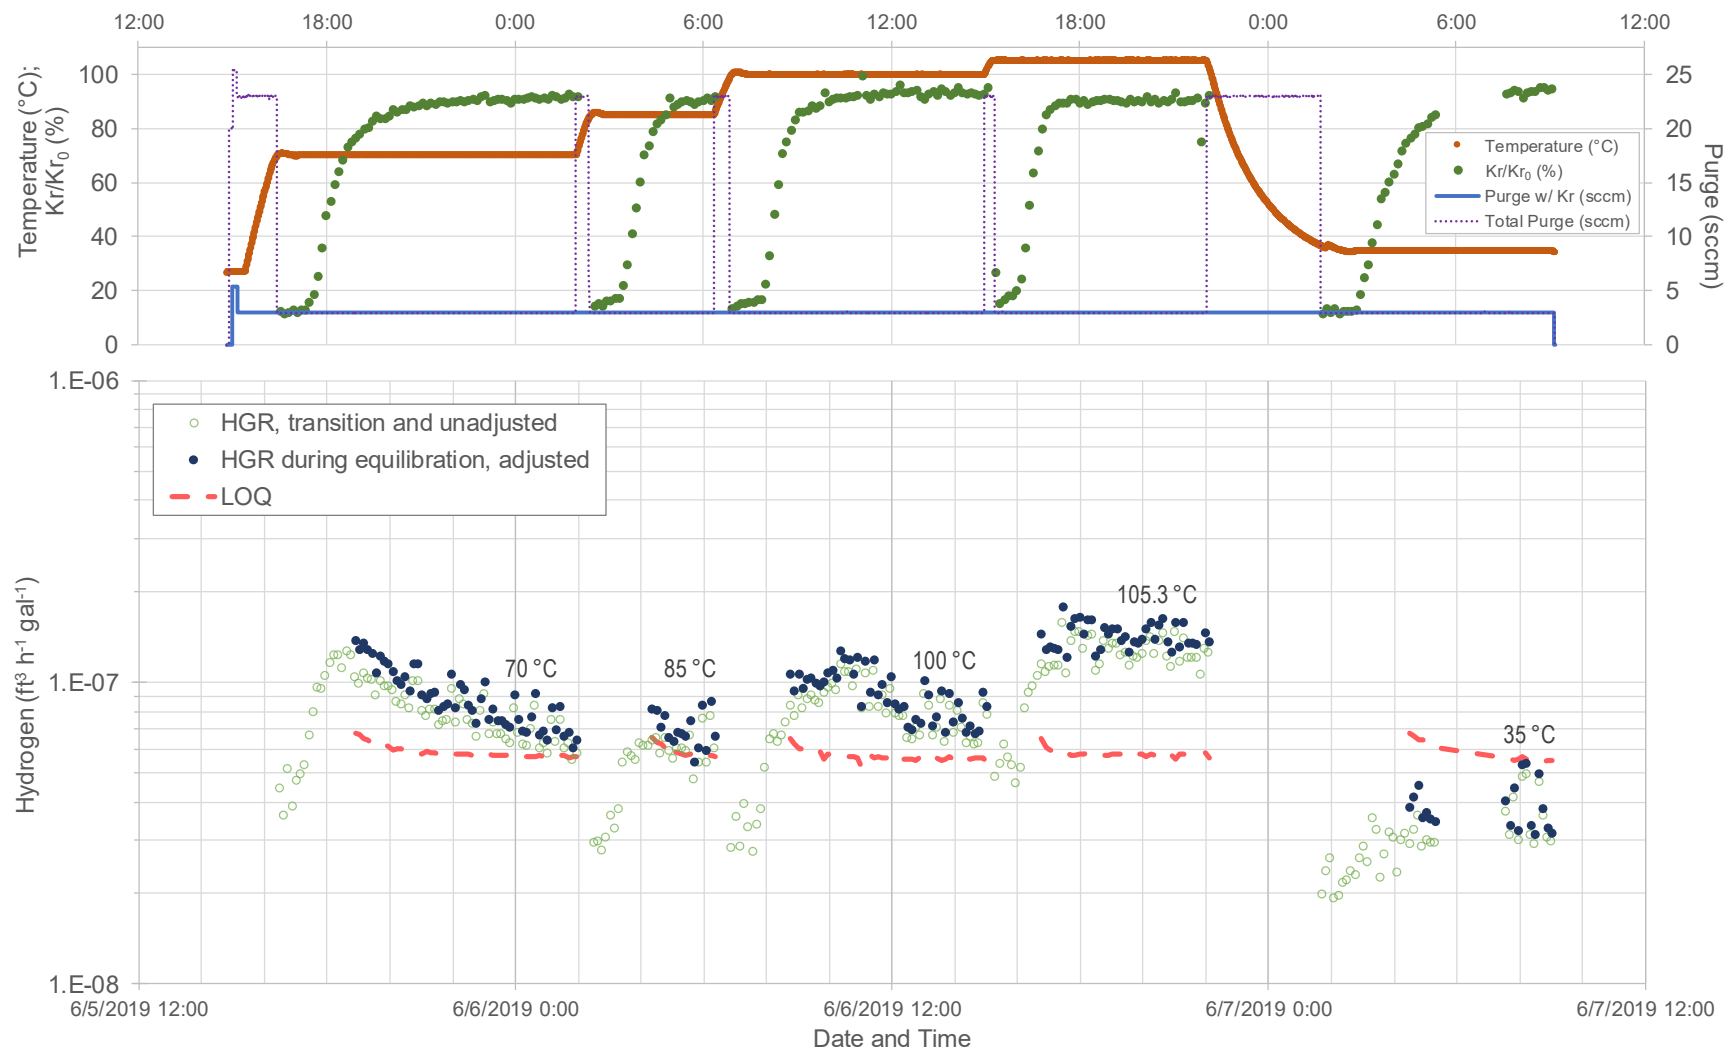 12:00 18:00 0:00 6:00 12:00 18:00 0:00 6:00 12:00
Temperature (°C);
Kr/Kr₀ (%)
100
80
60
40
20
0
25
20
15
10
5
0
Purge (sccm)
Temperature (°C)
Kr/Kr₀ (%)
Purge w/ Kr (sccm)
Total Purge (sccm)
1.E-06
1.E-07
1.E-08
Hydrogen (ft³ h⁻¹ gal⁻¹)
HGR, transition and unadjusted
HGR during equilibration, adjusted
LOQ
70 °C
85 °C
100 °C
105.3 °C
35 °C
6/5/2019 12:00 6/6/2019 0:00 6/6/2019 12:00 6/7/2019 0:00 6/7/2019 12:00
Date and Time